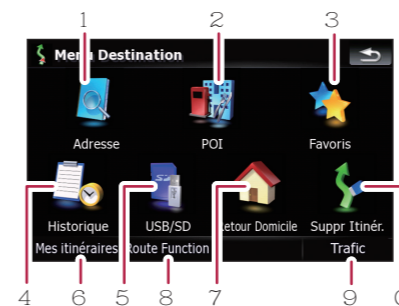 1 2 3
Menu Destination
Adresse POI Favoris
SD
Historique USB/SD Retour Domicile Suppr Itinér.
Mes itinéraires Route Function Trafic
4 6 5 8 7 9